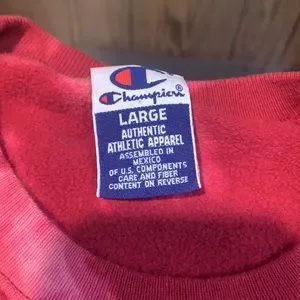 Champion®
LARGE
AUTHENTIC
ATHLETIC APPAREL
ASSEMBLED IN
MEXICO
OF U.S. COMPONENTS
CARE AND FIBER
CONTENT ON REVERSE